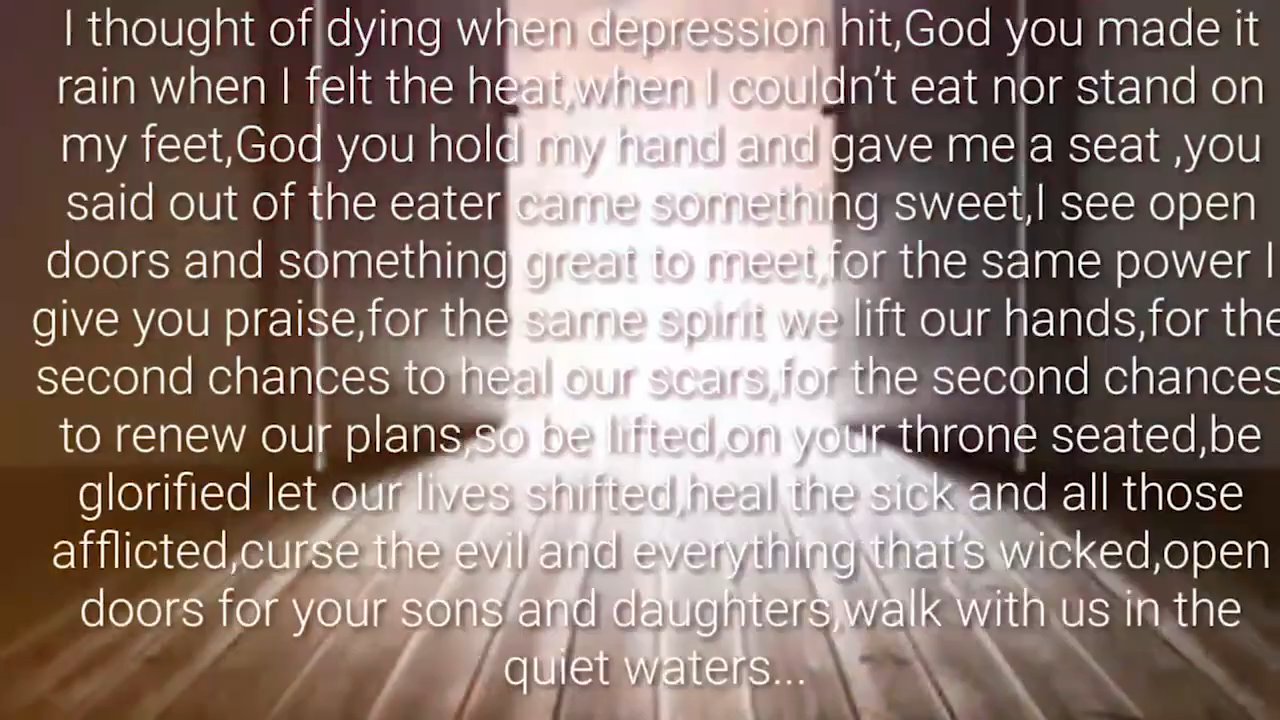 I thought of dying when depression hit,God you made it
rain when I felt the heat,when I couldn’t eat nor stand on
my feet,God you hold my hand and gave me a seat ,you
said out of the eater came something sweet,I see open
doors and something great to meet,for the same power I
give you praise,for the same spirit we lift our hands,for the
second chances to heal our scars,for the second chances
to renew our plans,so be lifted,on your throne seated,be
glorified let our lives shifted,heal the sick and all those
afflicted,curse the evil and everything that’s wicked,open
doors for your sons and daughters,walk with us in the
quiet waters...